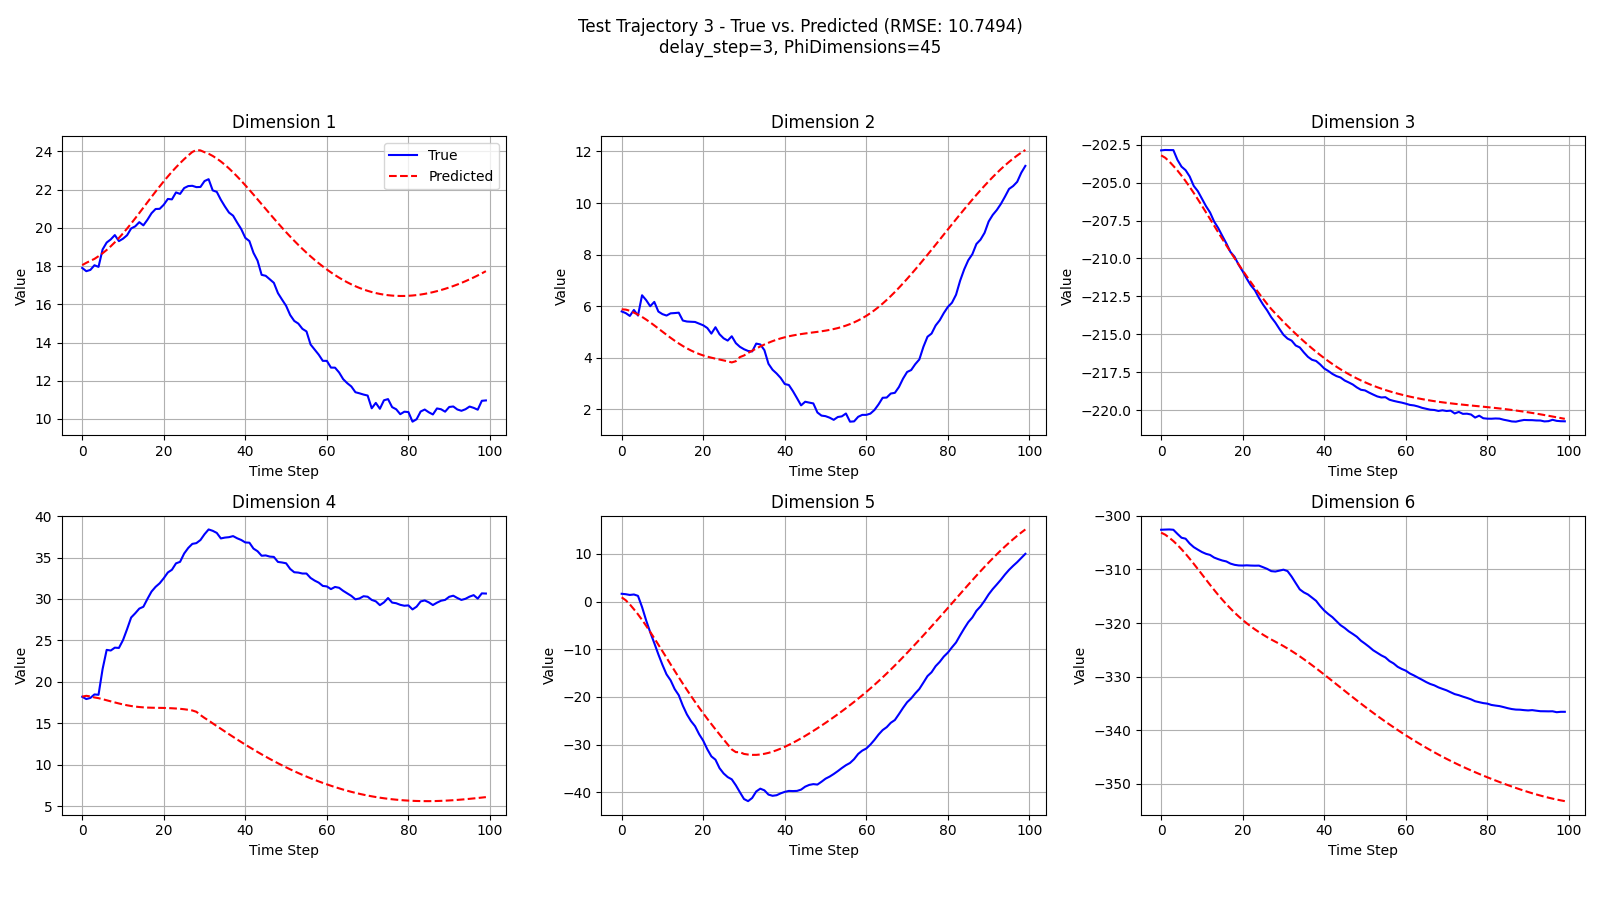 Test Trajectory 3 - True vs. Predicted (RMSE: 10.7494)
delay_step=3, PhiDimensions=45
Dimension 1
Value
24
22
20
18
16
14
12
10
0 20 40 60 80 100
Time Step
True
Predicted
Dimension 2
Value
12
10
8
6
4
2
0 20 40 60 80 100
Time Step
Dimension 3
Value
−202.5
−205.0
−207.5
−210.0
−212.5
−215.0
−217.5
−220.0
0 20 40 60 80 100
Time Step
Dimension 4
Value
40
35
30
25
20
15
10
5
0 20 40 60 80 100
Time Step
Dimension 5
Value
10
0
−10
−20
−30
−40
0 20 40 60 80 100
Time Step
Dimension 6
Value
−300
−310
−320
−330
−340
−350
0 20 40 60 80 100
Time Step